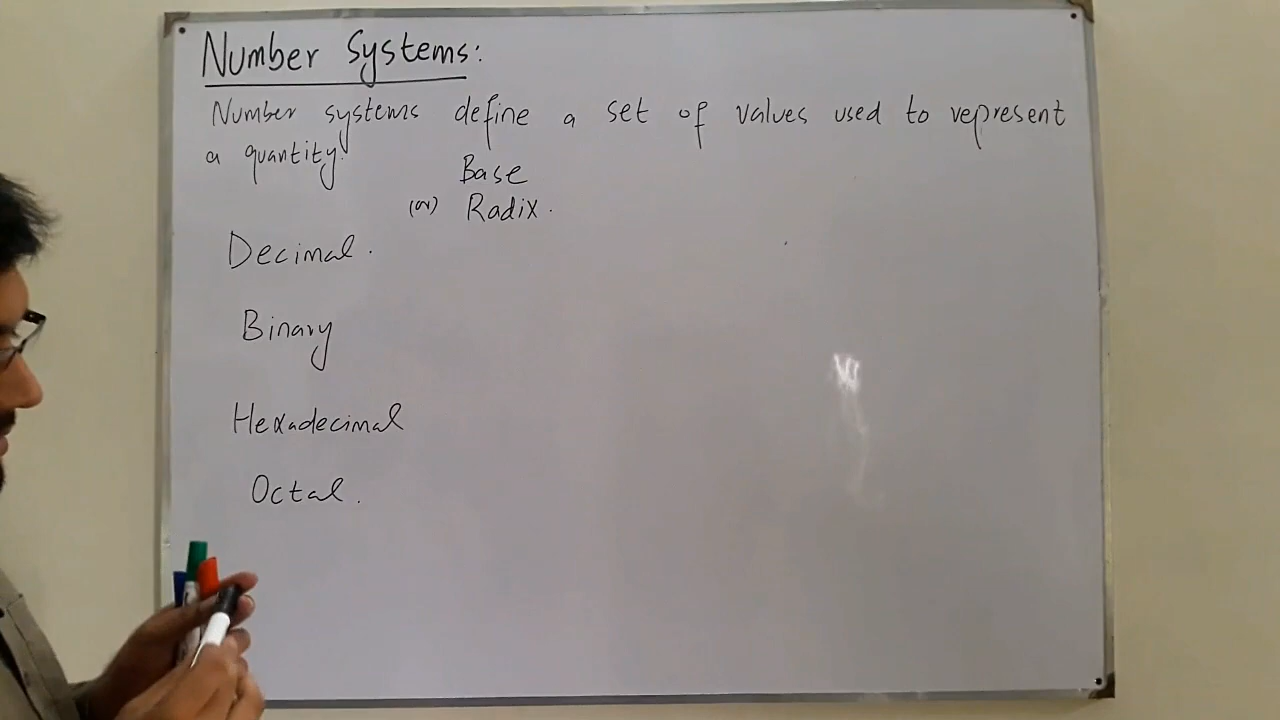 Number Systems:
Number systems define a set of values used to represent
a quantity.
Base
(or) Radix.
Decimal.
Binary
Hexadecimal
Octal.